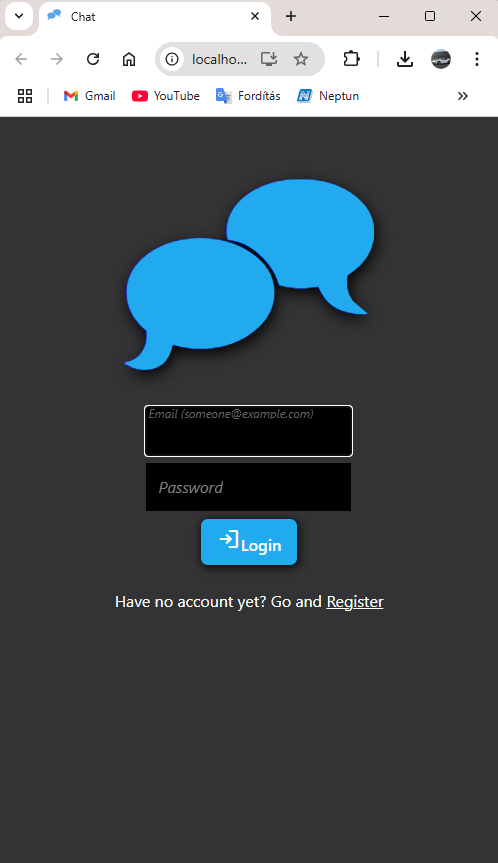 Chat
localho...
Gmail
YouTube
Fordítás
Neptun
Email (someone@example.com)
Password
Login
Have no account yet? Go and Register